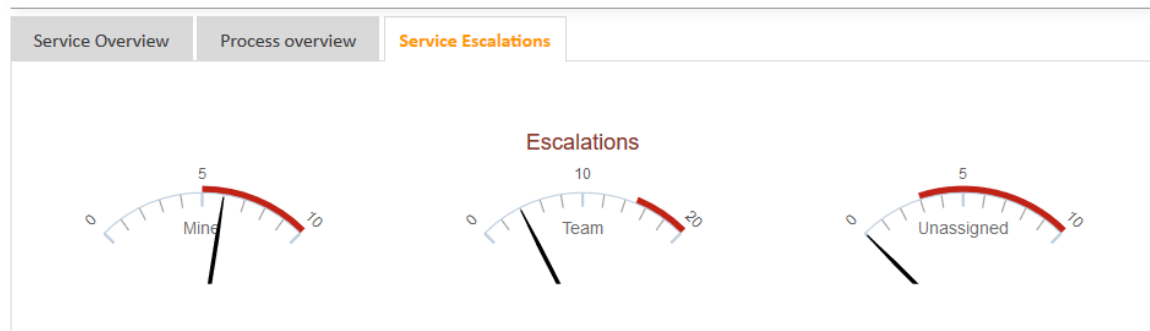 Service Overview Process overview Service Escalations
Escalations
5 10 5
0 10 0 20 0 10
Mine Team Unassigned